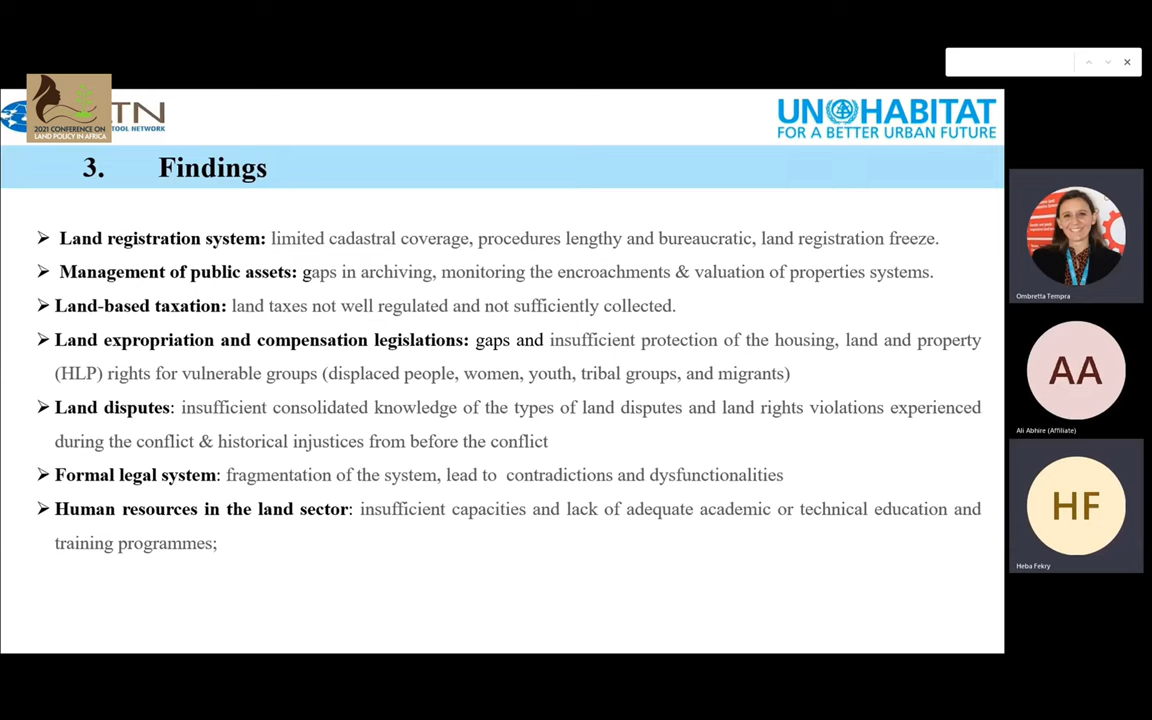 TN
TOOL NETWORK
2021 CONFERENCE ON
LAND POLICY IN AFRICA
UN HABITAT
FOR A BETTER URBAN FUTURE
3. Findings
➢ Land registration system: limited cadastral coverage, procedures lengthy and bureaucratic, land registration freeze.
➢ Management of public assets: gaps in archiving, monitoring the encroachments & valuation of properties systems.
➢ Land-based taxation: land taxes not well regulated and not sufficiently collected.
➢ Land expropriation and compensation legislations: gaps and insufficient protection of the housing, land and property
(HLP) rights for vulnerable groups (displaced people, women, youth, tribal groups, and migrants)
➢ Land disputes: insufficient consolidated knowledge of the types of land disputes and land rights violations experienced
during the conflict & historical injustices from before the conflict
➢ Formal legal system: fragmentation of the system, lead to contradictions and dysfunctionalities
➢ Human resources in the land sector: insufficient capacities and lack of adequate academic or technical education and
training programmes;
Ombretta Tempra
AA
Ali Abhire (Affiliate)
HF
Heba Fekry